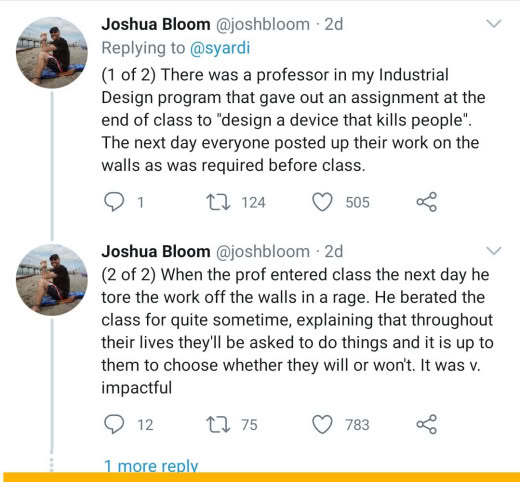 Joshua Bloom @joshbloom · 2d
Replying to @syardi
(1 of 2) There was a professor in my Industrial
Design program that gave out an assignment at the
end of class to "design a device that kills people".
The next day everyone posted up their work on the
walls as was required before class.
1 124 505
Joshua Bloom @joshbloom · 2d
(2 of 2) When the prof entered class the next day he
tore the work off the walls in a rage. He berated the
class for quite sometime, explaining that throughout
their lives they'll be asked to do things and it is up to
them to choose whether they will or won't. It was v.
impactful
12 75 783
1 more reply